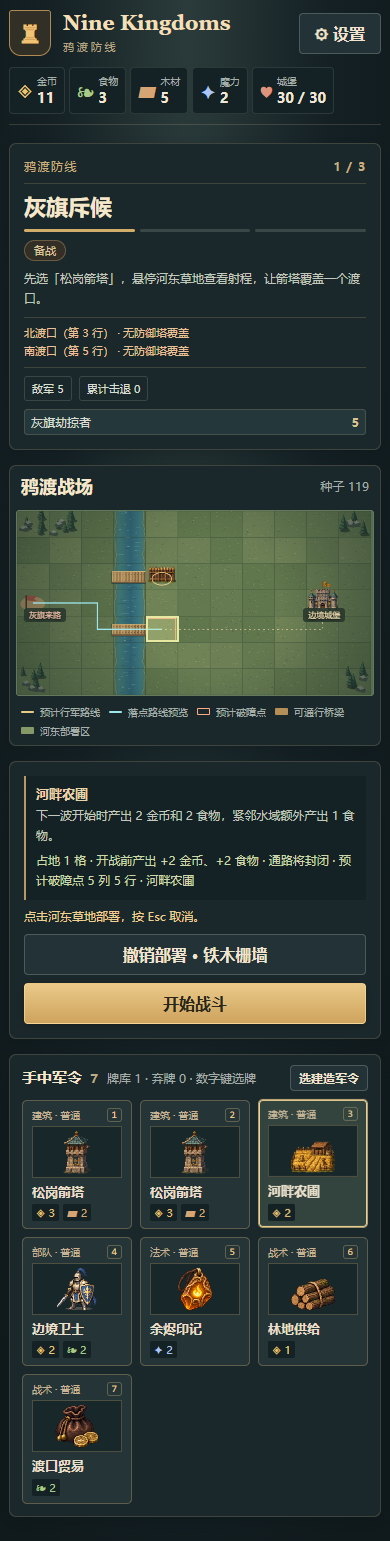 Nine Kingdoms
鸦渡防线
设置
金币
11
食物
3
木材
5
魔力
2
城堡
30 / 30
鸦渡防线
1 / 3
灰旗斥候
备战
先选「松岗箭塔」，悬停河东草地查看射程，让箭塔覆盖一个渡
口。
北渡口（第 3 行） · 无防御塔覆盖
南渡口（第 5 行） · 无防御塔覆盖
敌军 5
累计击退 0
灰旗劫掠者
5
鸦渡战场
种子 119
灰旗来路
边境城堡
预计行军路线
落点路线预览
预计破障点
可通行桥梁
河东部署区
河畔农圃
下一波开始时产出 2 金币和 2 食物，紧邻水域额外产出 1 食
物。
占地 1 格 · 开战前产出 +2 金币、+2 食物 · 通路将封闭 · 预
计破障点 5 列 5 行 · 河畔农圃
点击河东草地部署，按 Esc 取消。
撤销部署 • 铁木栅墙
开始战斗
手中军令 7 牌库 1 · 弃牌 0 · 数字键选牌
选建造军令
建筑 · 普通
1
松岗箭塔
3
2
建筑 · 普通
2
松岗箭塔
3
2
建筑 · 普通
3
河畔农圃
2
部队 · 普通
4
边境卫士
2
2
法术 · 普通
5
余烬印记
2
战术 · 普通
6
林地供给
1
战术 · 普通
7
渡口贸易
2